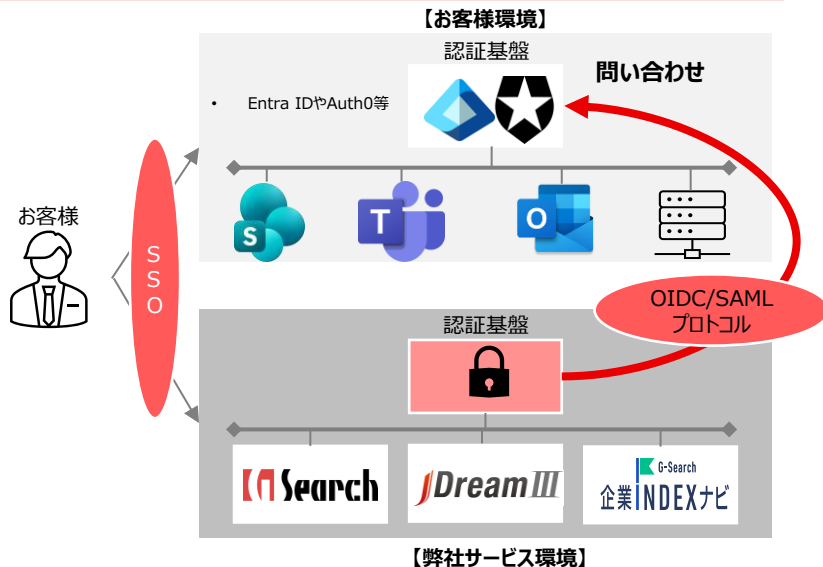 【お客様環境】
認証基盤
問い合わせ
• Entra IDやAuth0等
お客様
S
S
O
S
T
O
OIDC/SAML
プロトコル
認証基盤
G Search
JDreamⅢ
G-Search
企業INDEXナビ
【弊社サービス環境】